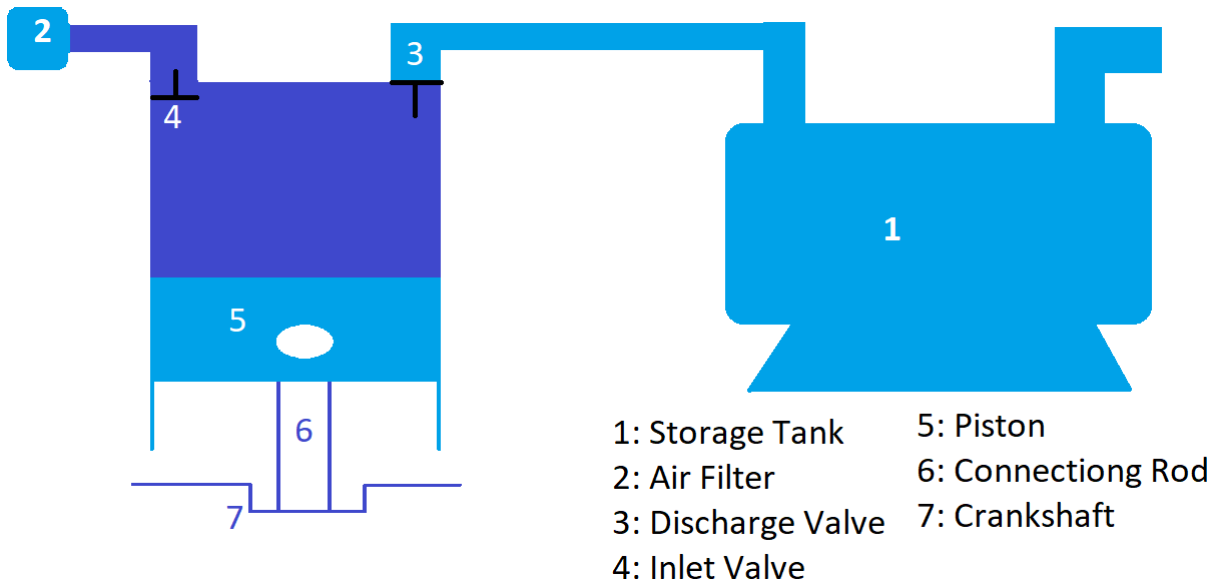 2
3
4
1
5
6
7
1: Storage Tank
2: Air Filter
3: Discharge Valve
4: Inlet Valve
5: Piston
6: Connectiong Rod
7: Crankshaft